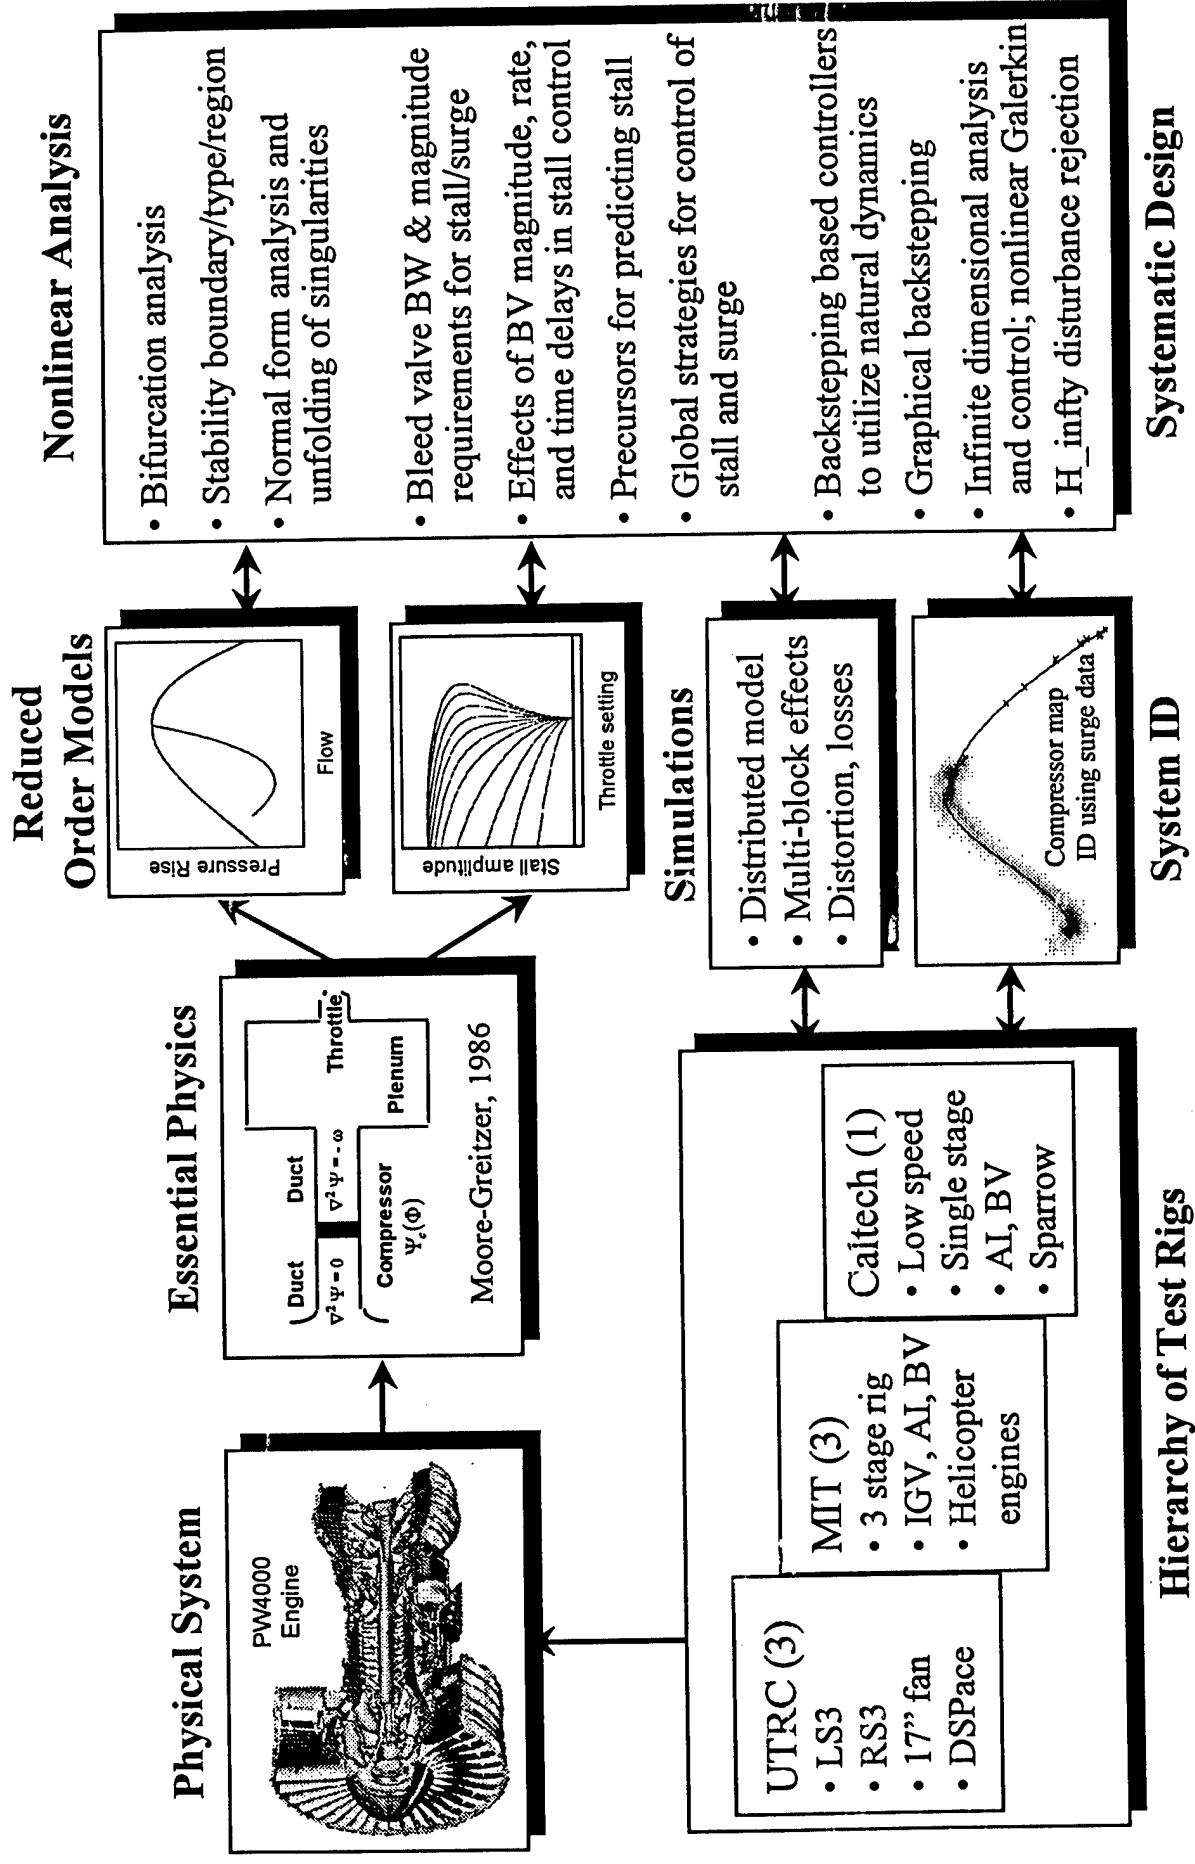 Physical System
PW4000
Engine
Essential Physics
Duct
Duct
∇²Ψ=0
∇²Ψ=-ω
Throttle
Compressor
Ψc(Φ)
Plenum
Moore-Greitzer, 1986
Reduced
Order Models
Pressure Rise
Flow
Stall amplitude
Throttle setting
Nonlinear Analysis
• Bifurcation analysis
• Stability boundary/type/region
• Normal form analysis and
unfolding of singularities
• Bleed valve BW & magnitude
requirements for stall/surge
• Effects of BV magnitude, rate,
and time delays in stall control
• Precursors for predicting stall
• Global strategies for control of
stall and surge
• Backstepping based controllers
to utilize natural dynamics
• Graphical backstepping
• Infinite dimensional analysis
and control; nonlinear Galerkin
• H_infty disturbance rejection
Systematic Design
Simulations
• Distributed model
• Multi-block effects
• Distortion, losses
Compressor map
ID using surge data
System ID
UTRC (3)
• LS3
• RS3
• 17" fan
• DSPace
MIT (3)
• 3 stage rig
• IGV, AI, BV
• Helicopter
engines
Caitech (1)
• Low speed
• Single stage
• AI, BV
• Sparrow
Hierarchy of Test Rigs